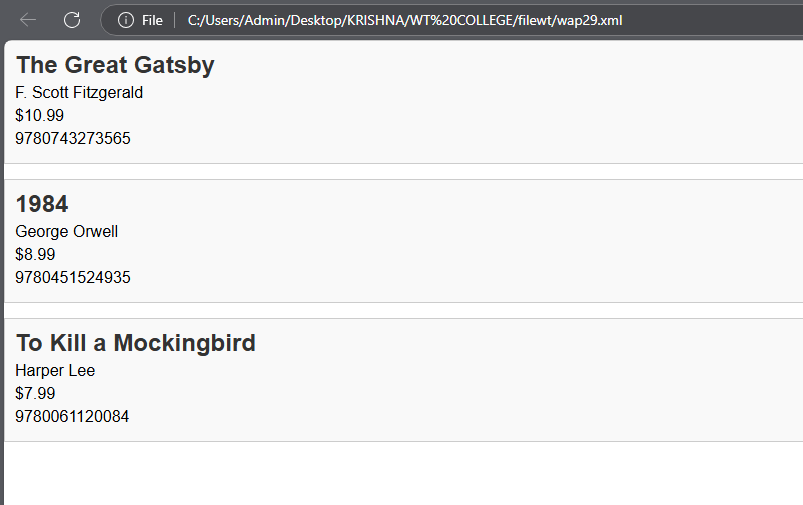 File C:/Users/Admin/Desktop/KRISHNA/WT%20COLLEGE/filewt/wap29.xml
The Great Gatsby
F. Scott Fitzgerald
$10.99
9780743273565
1984
George Orwell
$8.99
9780451524935
To Kill a Mockingbird
Harper Lee
$7.99
9780061120084